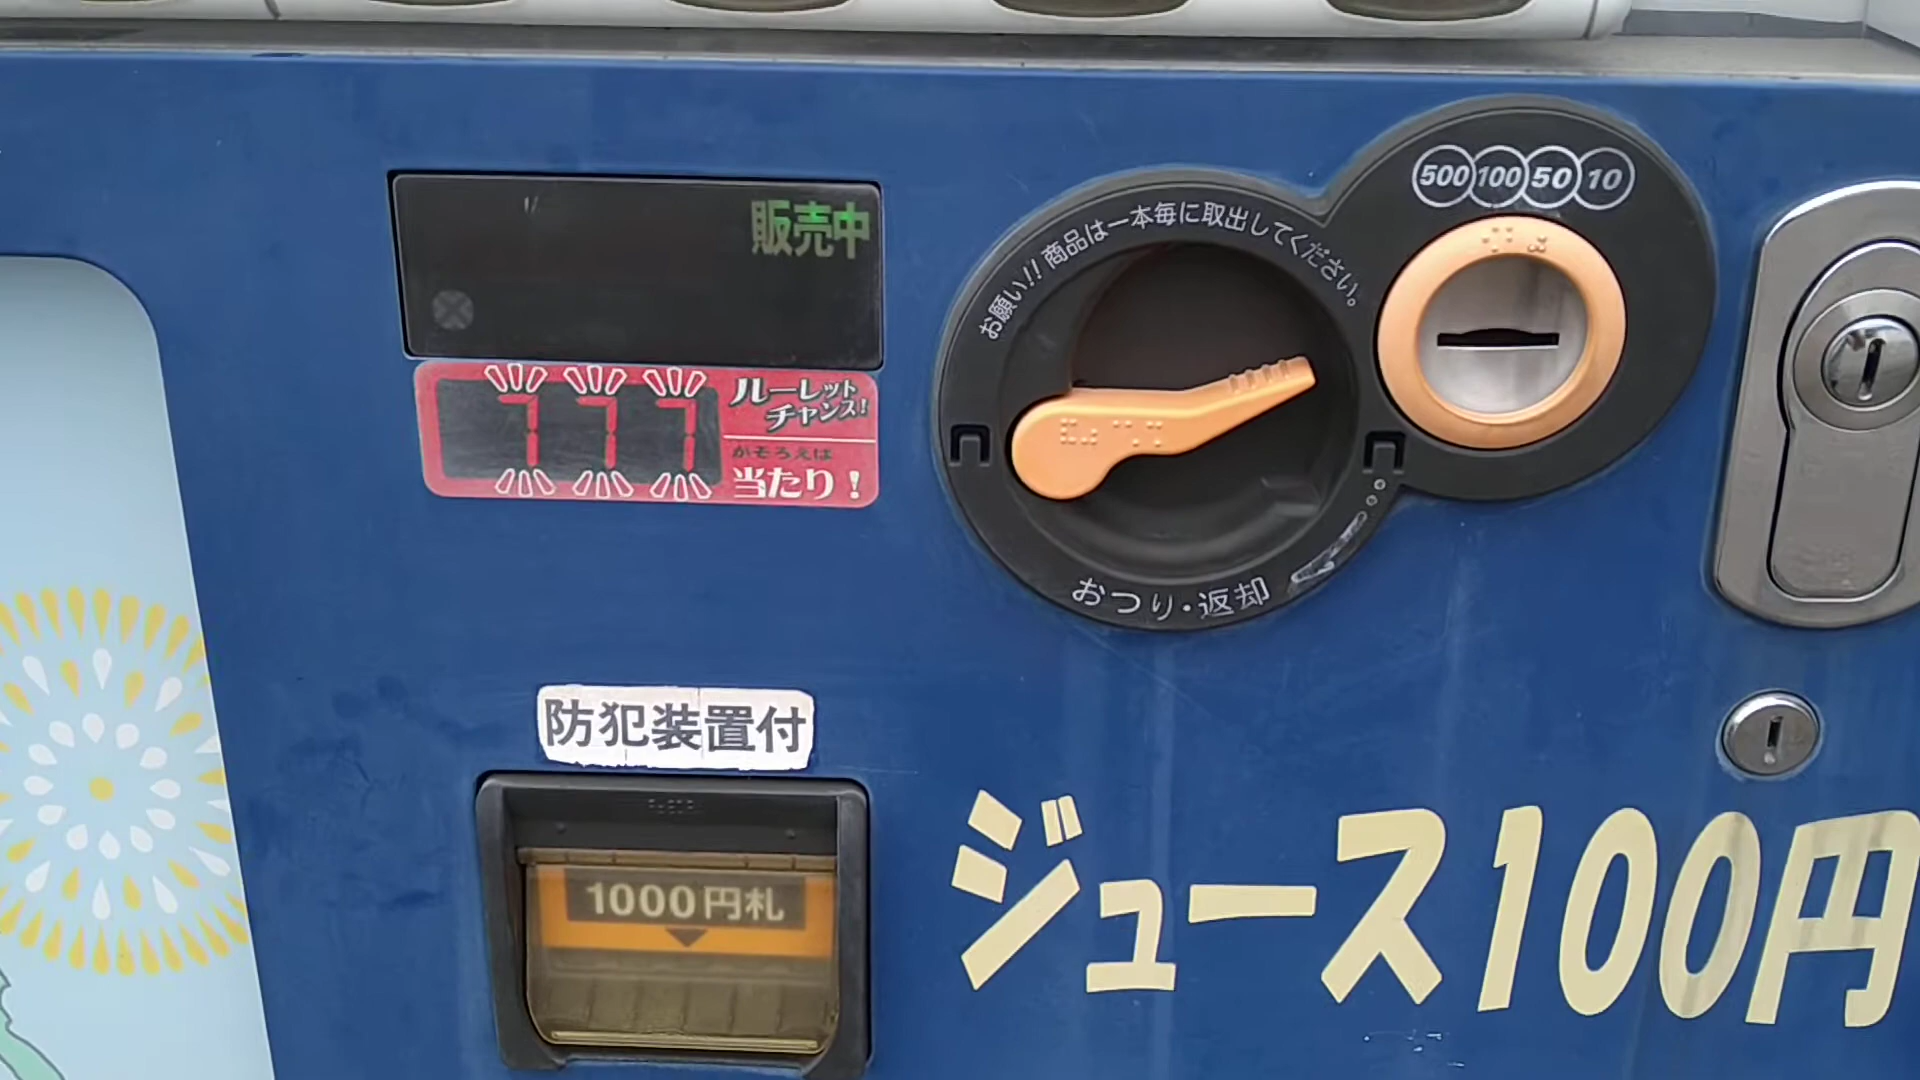 販売中
777
ルーレット
チャンス!
がそろえば
当たり!
お願い!!商品は一本毎に取出してください。
500 100 50 10
おつり・返却
防犯装置付
1000円札
ジュース100円